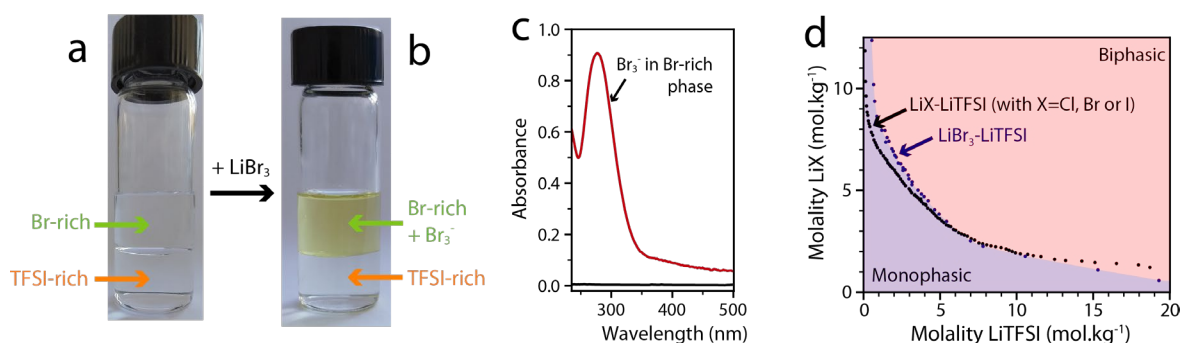 a
b
+ LiBr₃
Br-rich
TFSI-rich
Br-rich
+ Br₃⁻
TFSI-rich
c
1.0
0.8
0.6
0.4
0.2
0.0
Absorbance
Br₃⁻ in Br-rich
phase
300
400
500
Wavelength (nm)
d
10
5
0
Molality LiX (mol.kg⁻¹)
Biphasic
LiX-LiTFSI (with X=Cl, Br or I)
LiBr₃-LiTFSI
Monophasic
0
5
10
15
20
Molality LiTFSI (mol.kg⁻¹)